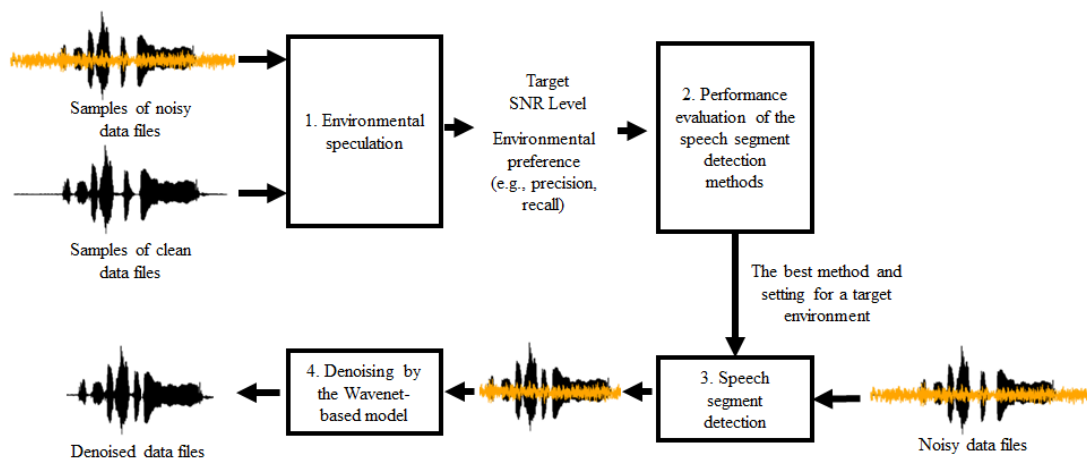 Samples of noisy
data files
1. Environmental
speculation
Target
SNR Level
Environmental
preference
(e.g., precision,
recall)
2. Performance
evaluation of the
speech segment
detection
methods
Samples of clean
data files
The best method and
setting for a target
environment
4. Denoising by
the Wavenet-
based model
3. Speech
segment
detection
Denoised data files
Noisy data files